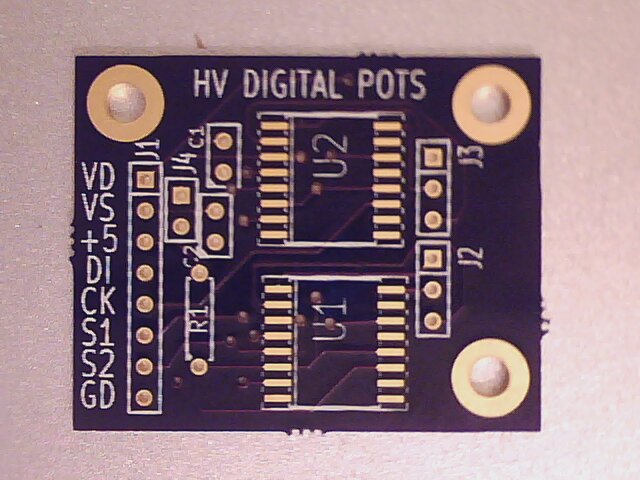 HV DIGITAL POTS
J1
C1
U2
J3
J4
VD
VS
+5
DI
CK
S1
S2
GD
C2
J2
R1
U1